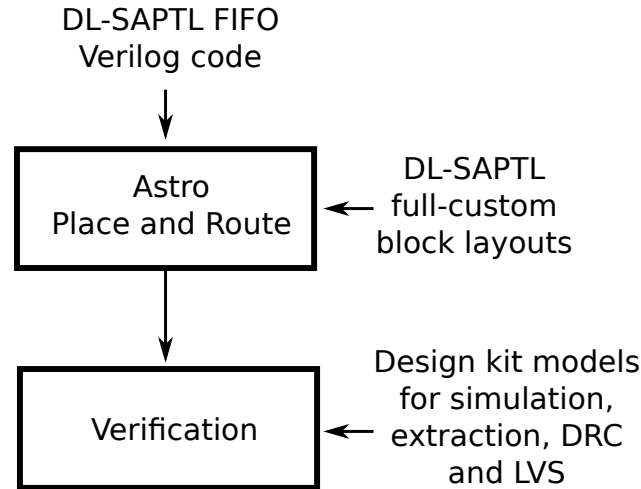 DL-SAPTL FIFO
Verilog code
Astro
Place and Route
DL-SAPTL
full-custom
block layouts
Verification
Design kit models
for simulation,
extraction, DRC
and LVS